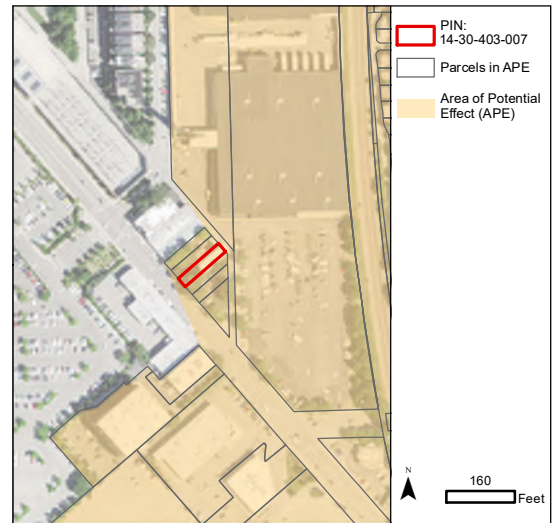 PIN:
14-30-403-007
Parcels in APE
Area of Potential
Effect (APE)
N
160
Feet